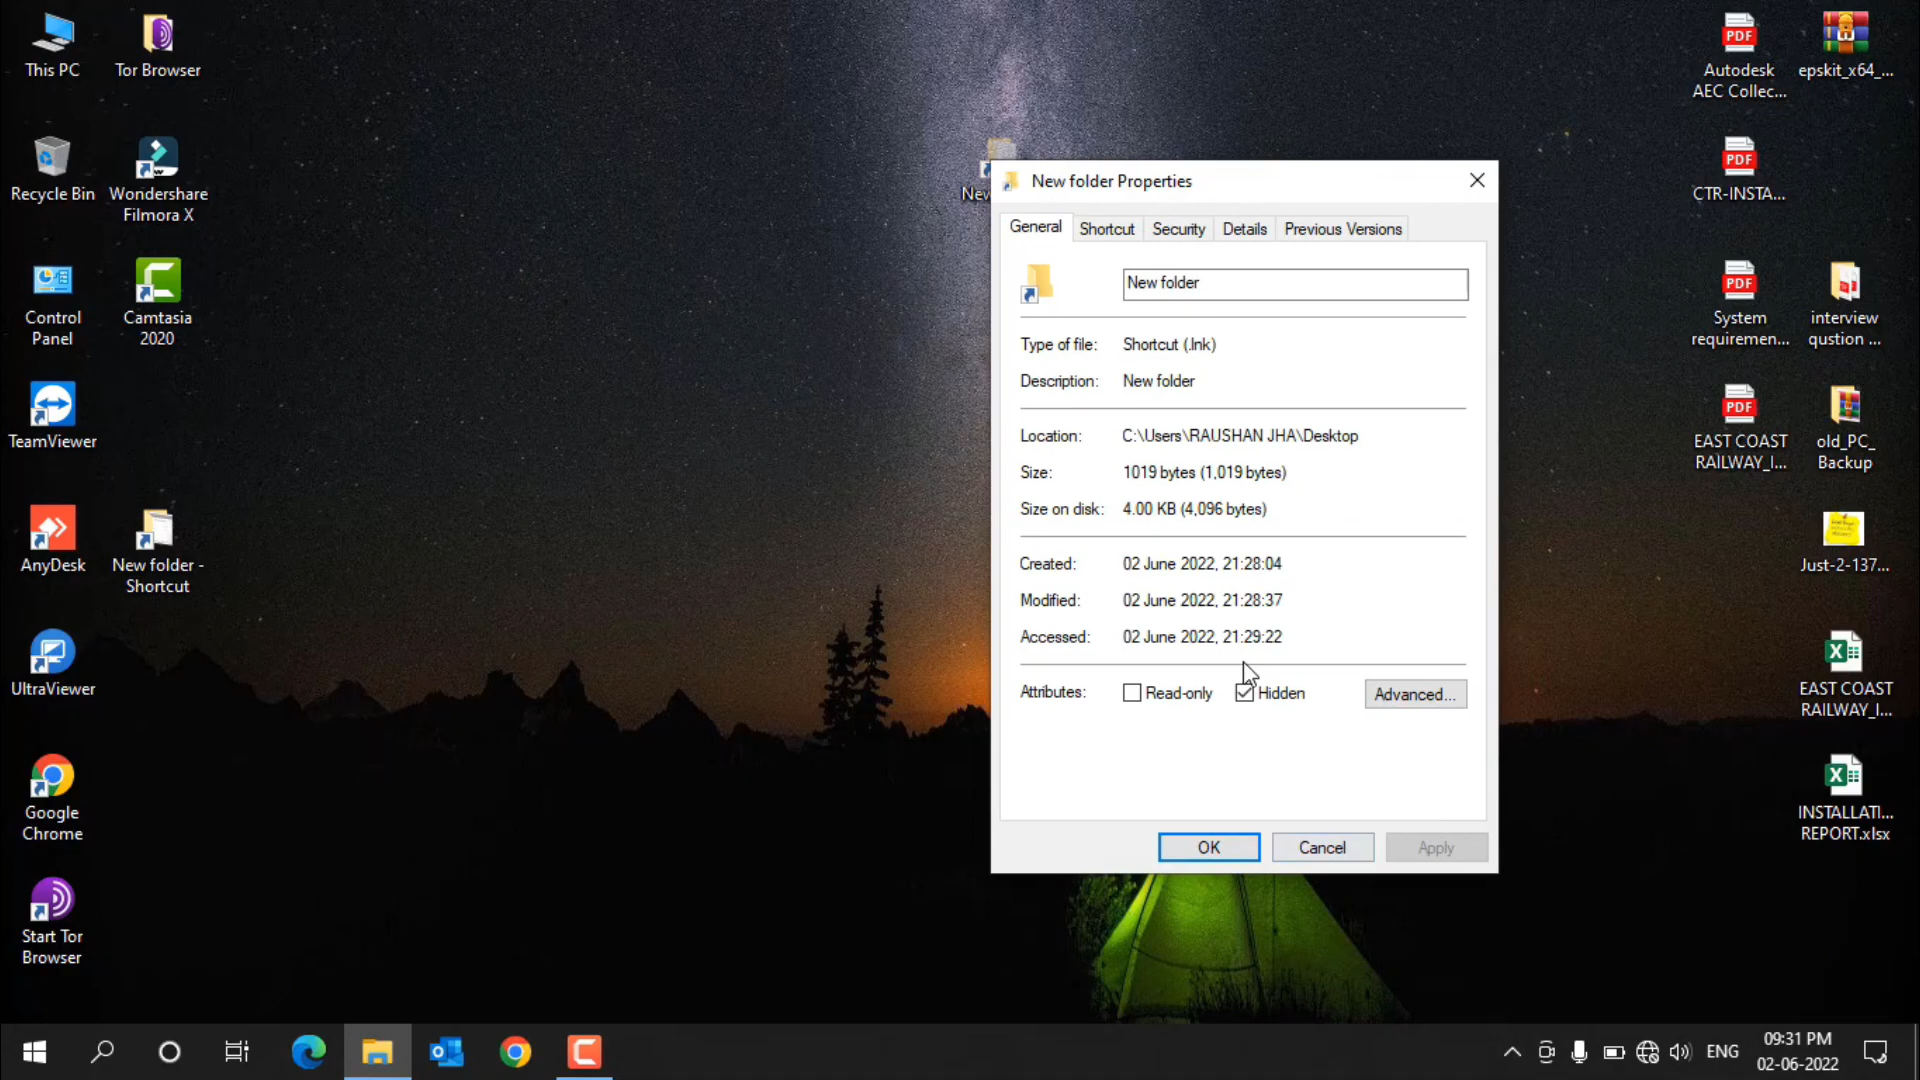 This PC
Tor Browser
Recycle Bin
Wondershare
Filmora X
Control
Panel
Camtasia
2020
TeamViewer
AnyDesk
New folder -
Shortcut
UltraViewer
Google
Chrome
Start Tor
Browser
New
New folder Properties
General
Shortcut
Security
Details
Previous Versions
New folder
Type of file:
Shortcut (.lnk)
Description:
New folder
Location:
C:\Users\RAUSHAN JHA\Desktop
Size:
1019 bytes (1,019 bytes)
Size on disk:
4.00 KB (4,096 bytes)
Created:
02 June 2022, 21:28:04
Modified:
02 June 2022, 21:28:37
Accessed:
02 June 2022, 21:29:22
Attributes:
Read-only
Hidden
Advanced...
OK
Cancel
Apply
PDF
Autodesk
AEC Collec...
epskit_x64_...
PDF
CTR-INSTA...
PDF
System
requiremen...
interview
qustion ...
PDF
EAST COAST
RAILWAY_I...
old_PC_
Backup
Just-2-137...
EAST COAST
RAILWAY_I...
INSTALLATI...
REPORT.xlsx
ENG
09:31 PM
02-06-2022